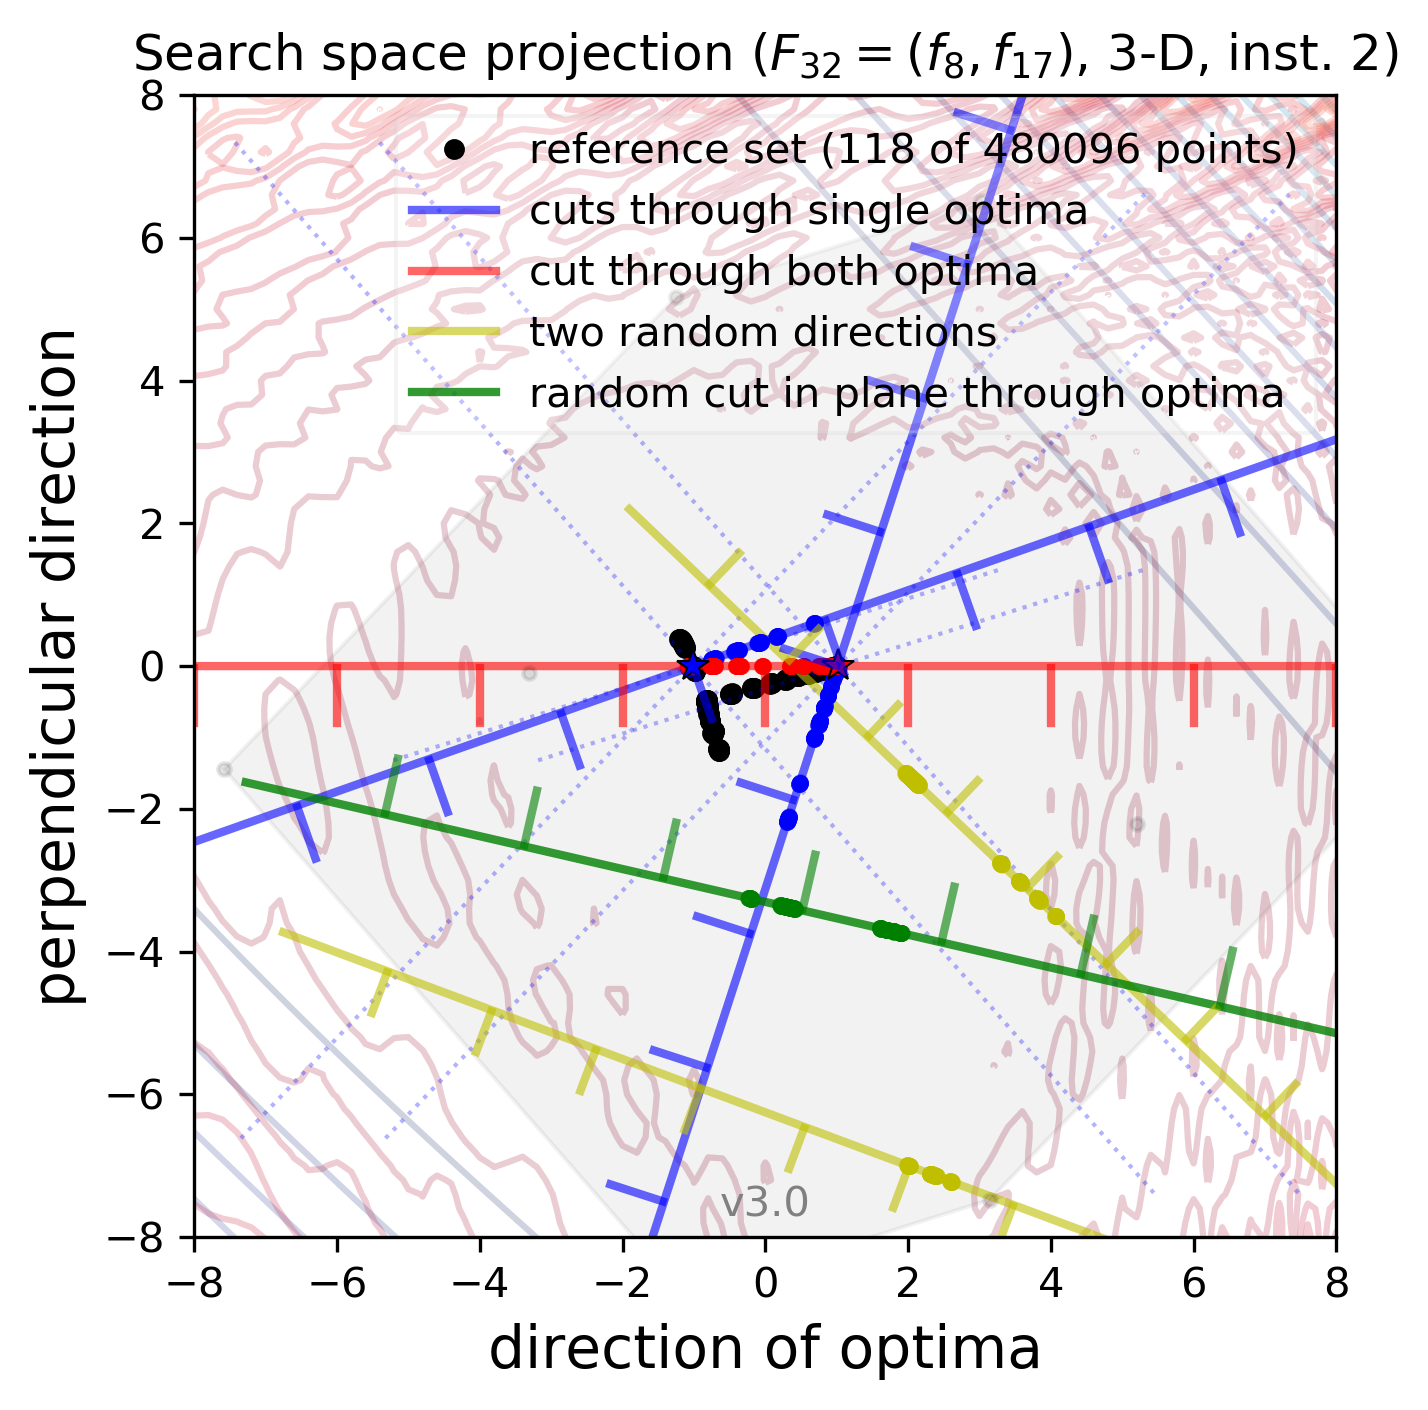 Search space projection (F32 = (f8, f17), 3-D, inst. 2)
8
reference set (118 of 480096 points)
cuts through single optima
6
cut through both optima
two random directions
4
random cut in plane through optima
2
0
−2
−4
−6
v3.0
−8
−8 −6 −4 −2 0 2 4 6 8
perpendicular direction
direction of optima